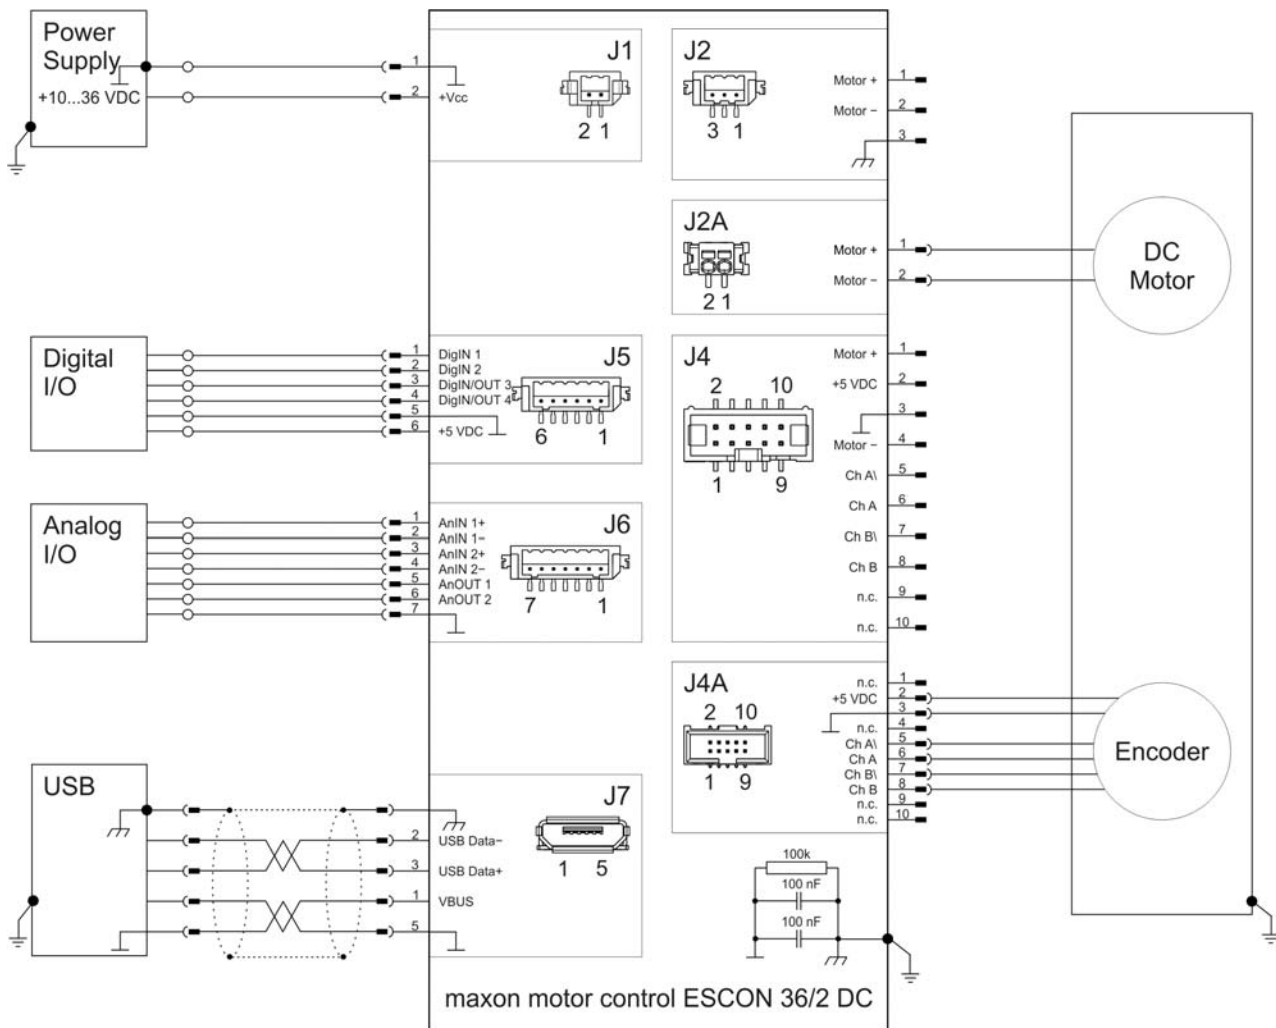 Power
Supply
+10...36 VDC
1
2
+Vcc
J1
2 1
J2
3 1
Motor +
1
Motor −
2
3
J2A
2 1
Motor +
1
Motor −
2
DC
Motor
Digital
I/O
1
DigIN 1
2
DigIN 2
3
DigIN/OUT 3
4
DigIN/OUT 4
5
6
+5 VDC
J5
6 1
J4
2 10
1 9
Motor +
1
+5 VDC
2
3
Motor −
4
Ch A\
5
Ch A
6
Ch B\
7
Ch B
8
n.c.
9
n.c.
10
Analog
I/O
1
AnIN 1+
2
AnIN 1−
3
AnIN 2+
4
AnIN 2−
5
AnOUT 1
6
AnOUT 2
7
J6
7 1
J4A
2 10
1 9
n.c.
1
+5 VDC
2
3
n.c.
4
Ch A\
5
Ch A
6
Ch B\
7
Ch B
8
n.c.
9
n.c.
10
Encoder
USB
2
USB Data−
3
USB Data+
1
VBUS
5
J7
1 5
100k
100 nF
100 nF
maxon motor control ESCON 36/2 DC